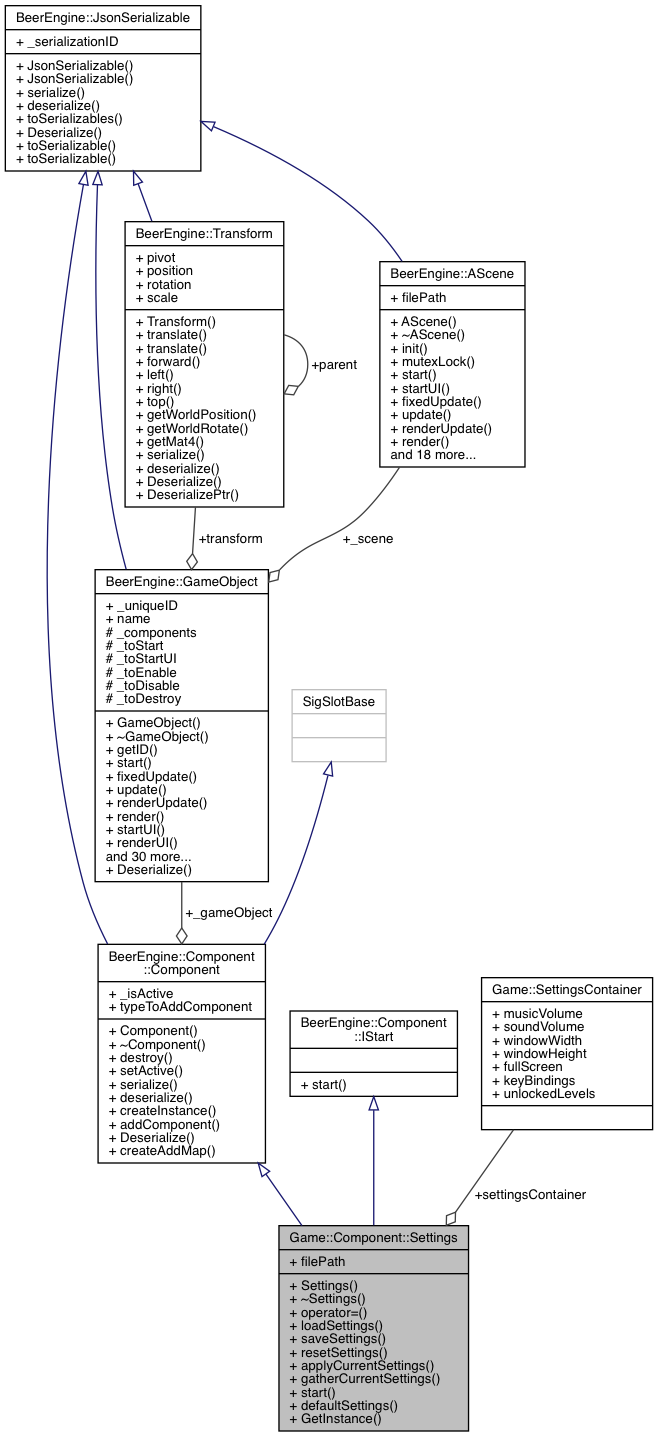 BeerEngine::JsonSerializable
+ _serializationID
+ JsonSerializable()
+ JsonSerializable()
+ serialize()
+ deserialize()
+ toSerializables()
+ Deserialize()
+ toSerializable()
+ toSerializable()
BeerEngine::Transform
+ pivot
+ position
+ rotation
+ scale
+ Transform()
+ translate()
+ translate()
+ forward()
+ left()
+ right()
+ top()
+ getWorldPosition()
+ getWorldRotate()
+ getMat4()
+ serialize()
+ deserialize()
+ Deserialize()
+ DeserializePtr()
+parent
BeerEngine::AScene
+ filePath
+ AScene()
+ ~AScene()
+ init()
+ mutexLock()
+ start()
+ startUI()
+ fixedUpdate()
+ update()
+ renderUpdate()
+ render()
and 18 more...
+transform
+_scene
BeerEngine::GameObject
+ _uniqueID
+ name
# _components
# _toStart
# _toStartUI
# _toEnable
# _toDisable
# _toDestroy
+ GameObject()
+ ~GameObject()
+ getID()
+ start()
+ fixedUpdate()
+ update()
+ renderUpdate()
+ render()
+ startUI()
+ renderUI()
and 30 more...
+ Deserialize()
SigSlotBase
+_gameObject
BeerEngine::Component
::Component
+ _isActive
+ typeToAddComponent
+ Component()
+ ~Component()
+ destroy()
+ setActive()
+ serialize()
+ deserialize()
+ createInstance()
+ addComponent()
+ Deserialize()
+ createAddMap()
BeerEngine::Component
::IStart
+ start()
Game::SettingsContainer
+ musicVolume
+ soundVolume
+ windowWidth
+ windowHeight
+ fullScreen
+ keyBindings
+ unlockedLevels
+settingsContainer
Game::Component::Settings
+ filePath
+ Settings()
+ ~Settings()
+ operator=()
+ loadSettings()
+ saveSettings()
+ resetSettings()
+ applyCurrentSettings()
+ gatherCurrentSettings()
+ start()
+ defaultSettings()
+ GetInstance()